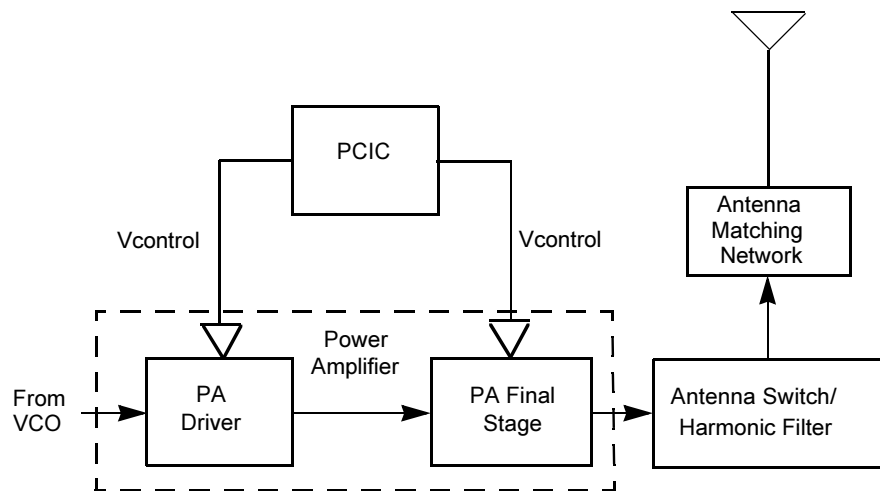 PCIC
Antenna
Matching
Network
Vcontrol
Vcontrol
Power
Amplifier
From
VCO
PA
Driver
PA Final
Stage
Antenna Switch/
Harmonic Filter